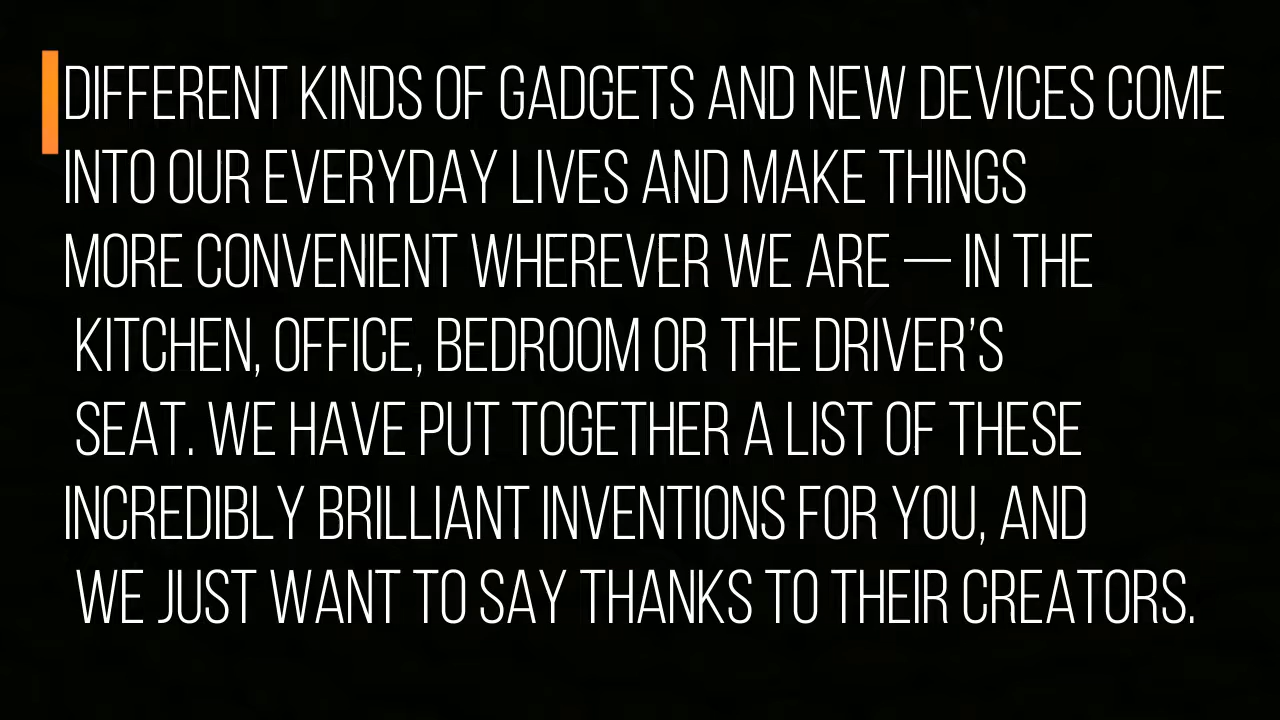 DIFFERENT KINDS OF GADGETS AND NEW DEVICES COME
INTO OUR EVERYDAY LIVES AND MAKE THINGS
MORE CONVENIENT WHEREVER WE ARE — IN THE
KITCHEN, OFFICE, BEDROOM OR THE DRIVER’S
SEAT. WE HAVE PUT TOGETHER A LIST OF THESE
INCREDIBLY BRILLIANT INVENTIONS FOR YOU, AND
WE JUST WANT TO SAY THANKS TO THEIR CREATORS.